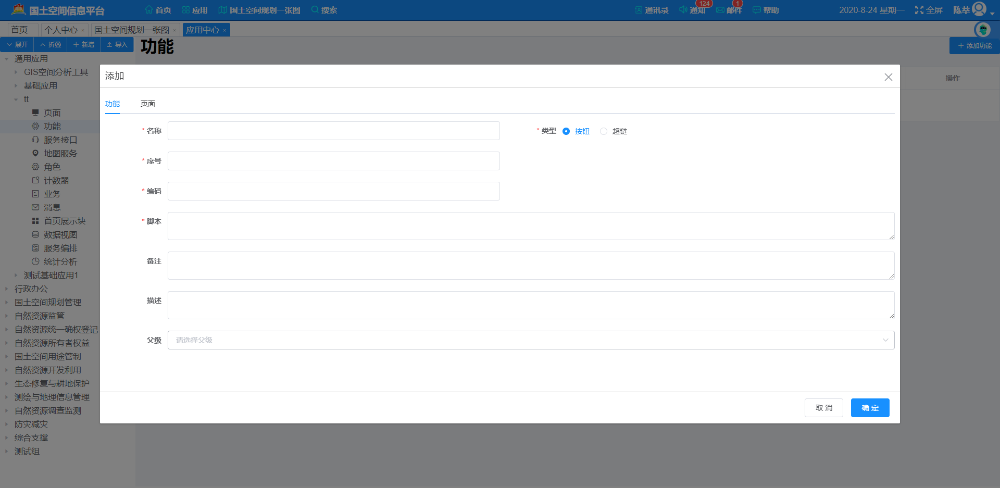 国土空间信息平台
首页 应用 国土空间规划一张图 搜索
通讯录 通知 124 邮件 1 帮助
2020-8-24 星期一 全屏 陈萃
首页 个人中心 × 国土空间规划一张图 × 应用中心 ×
展开 折叠 新增 导入
功能
添加功能
操作
通用应用
GIS空间分析工具
基础应用
tt
页面
功能
服务接口
地图服务
角色
计数器
业务
消息
首页展示块
数据视图
服务编排
统计分析
测试基础应用1
行政办公
国土空间规划管理
自然资源监管
自然资源统一确权登记
自然资源所有者权益
国土空间用途管制
自然资源开发利用
生态修复与耕地保护
测绘与地理信息管理
自然资源调查监测
防灾减灾
综合支撑
测试组
添加
功能 页面
* 名称
* 类型 按钮 超链
* 序号
* 编码
* 脚本
备注
描述
父级 请选择父级
取 消 确 定